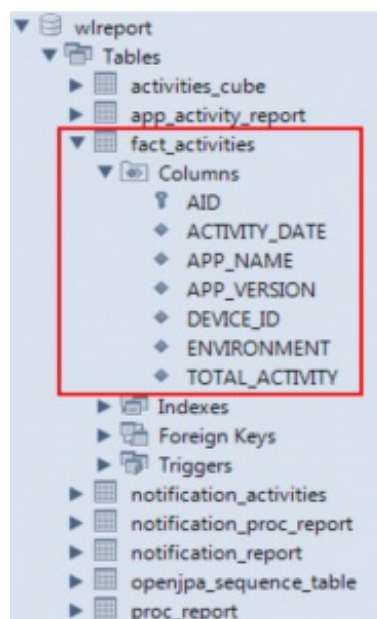 wlreport
Tables
activities_cube
app_activity_report
fact_activities
Columns
AID
ACTIVITY_DATE
APP_NAME
APP_VERSION
DEVICE_ID
ENVIRONMENT
TOTAL_ACTIVITY
Indexes
Foreign Keys
Triggers
notification_activities
notification_proc_report
notification_report
openjpa_sequence_table
proc_report